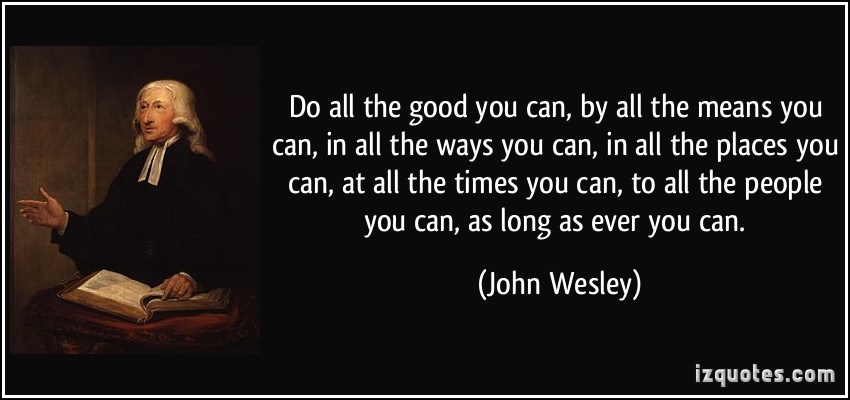 Do all the good you can, by all the means you
can, in all the ways you can, in all the places you
can, at all the times you can, to all the people
you can, as long as ever you can.
(John Wesley)
izquotes.com